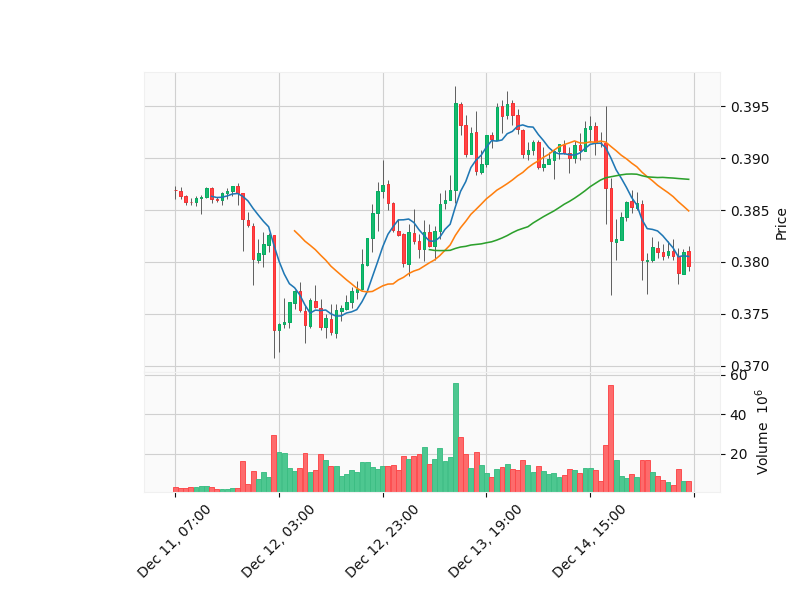 0.395
0.390
0.385
0.380
0.375
0.370
Price
60
40
20
Volume 10^6
Dec 11, 07:00
Dec 12, 03:00
Dec 12, 23:00
Dec 13, 19:00
Dec 14, 15:00